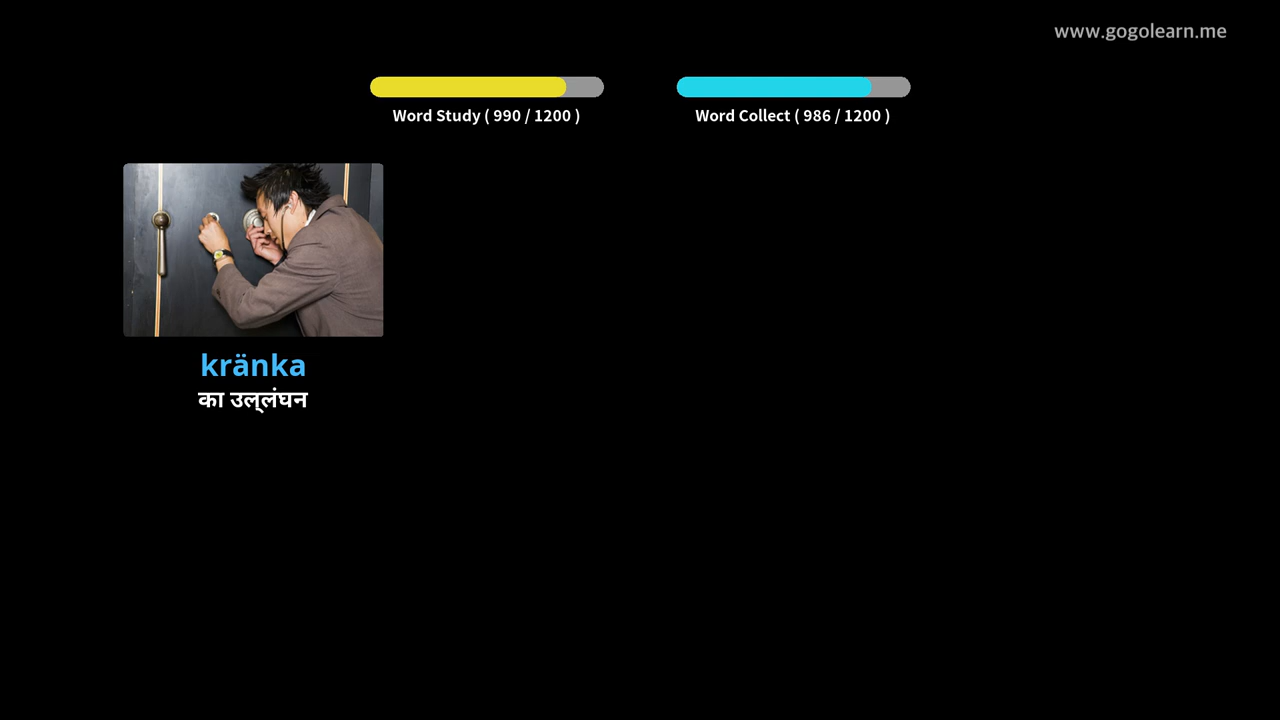 www.gogolearn.me
Word Study ( 990 / 1200 )
Word Collect ( 986 / 1200 )
kränka
का उल्लंघन